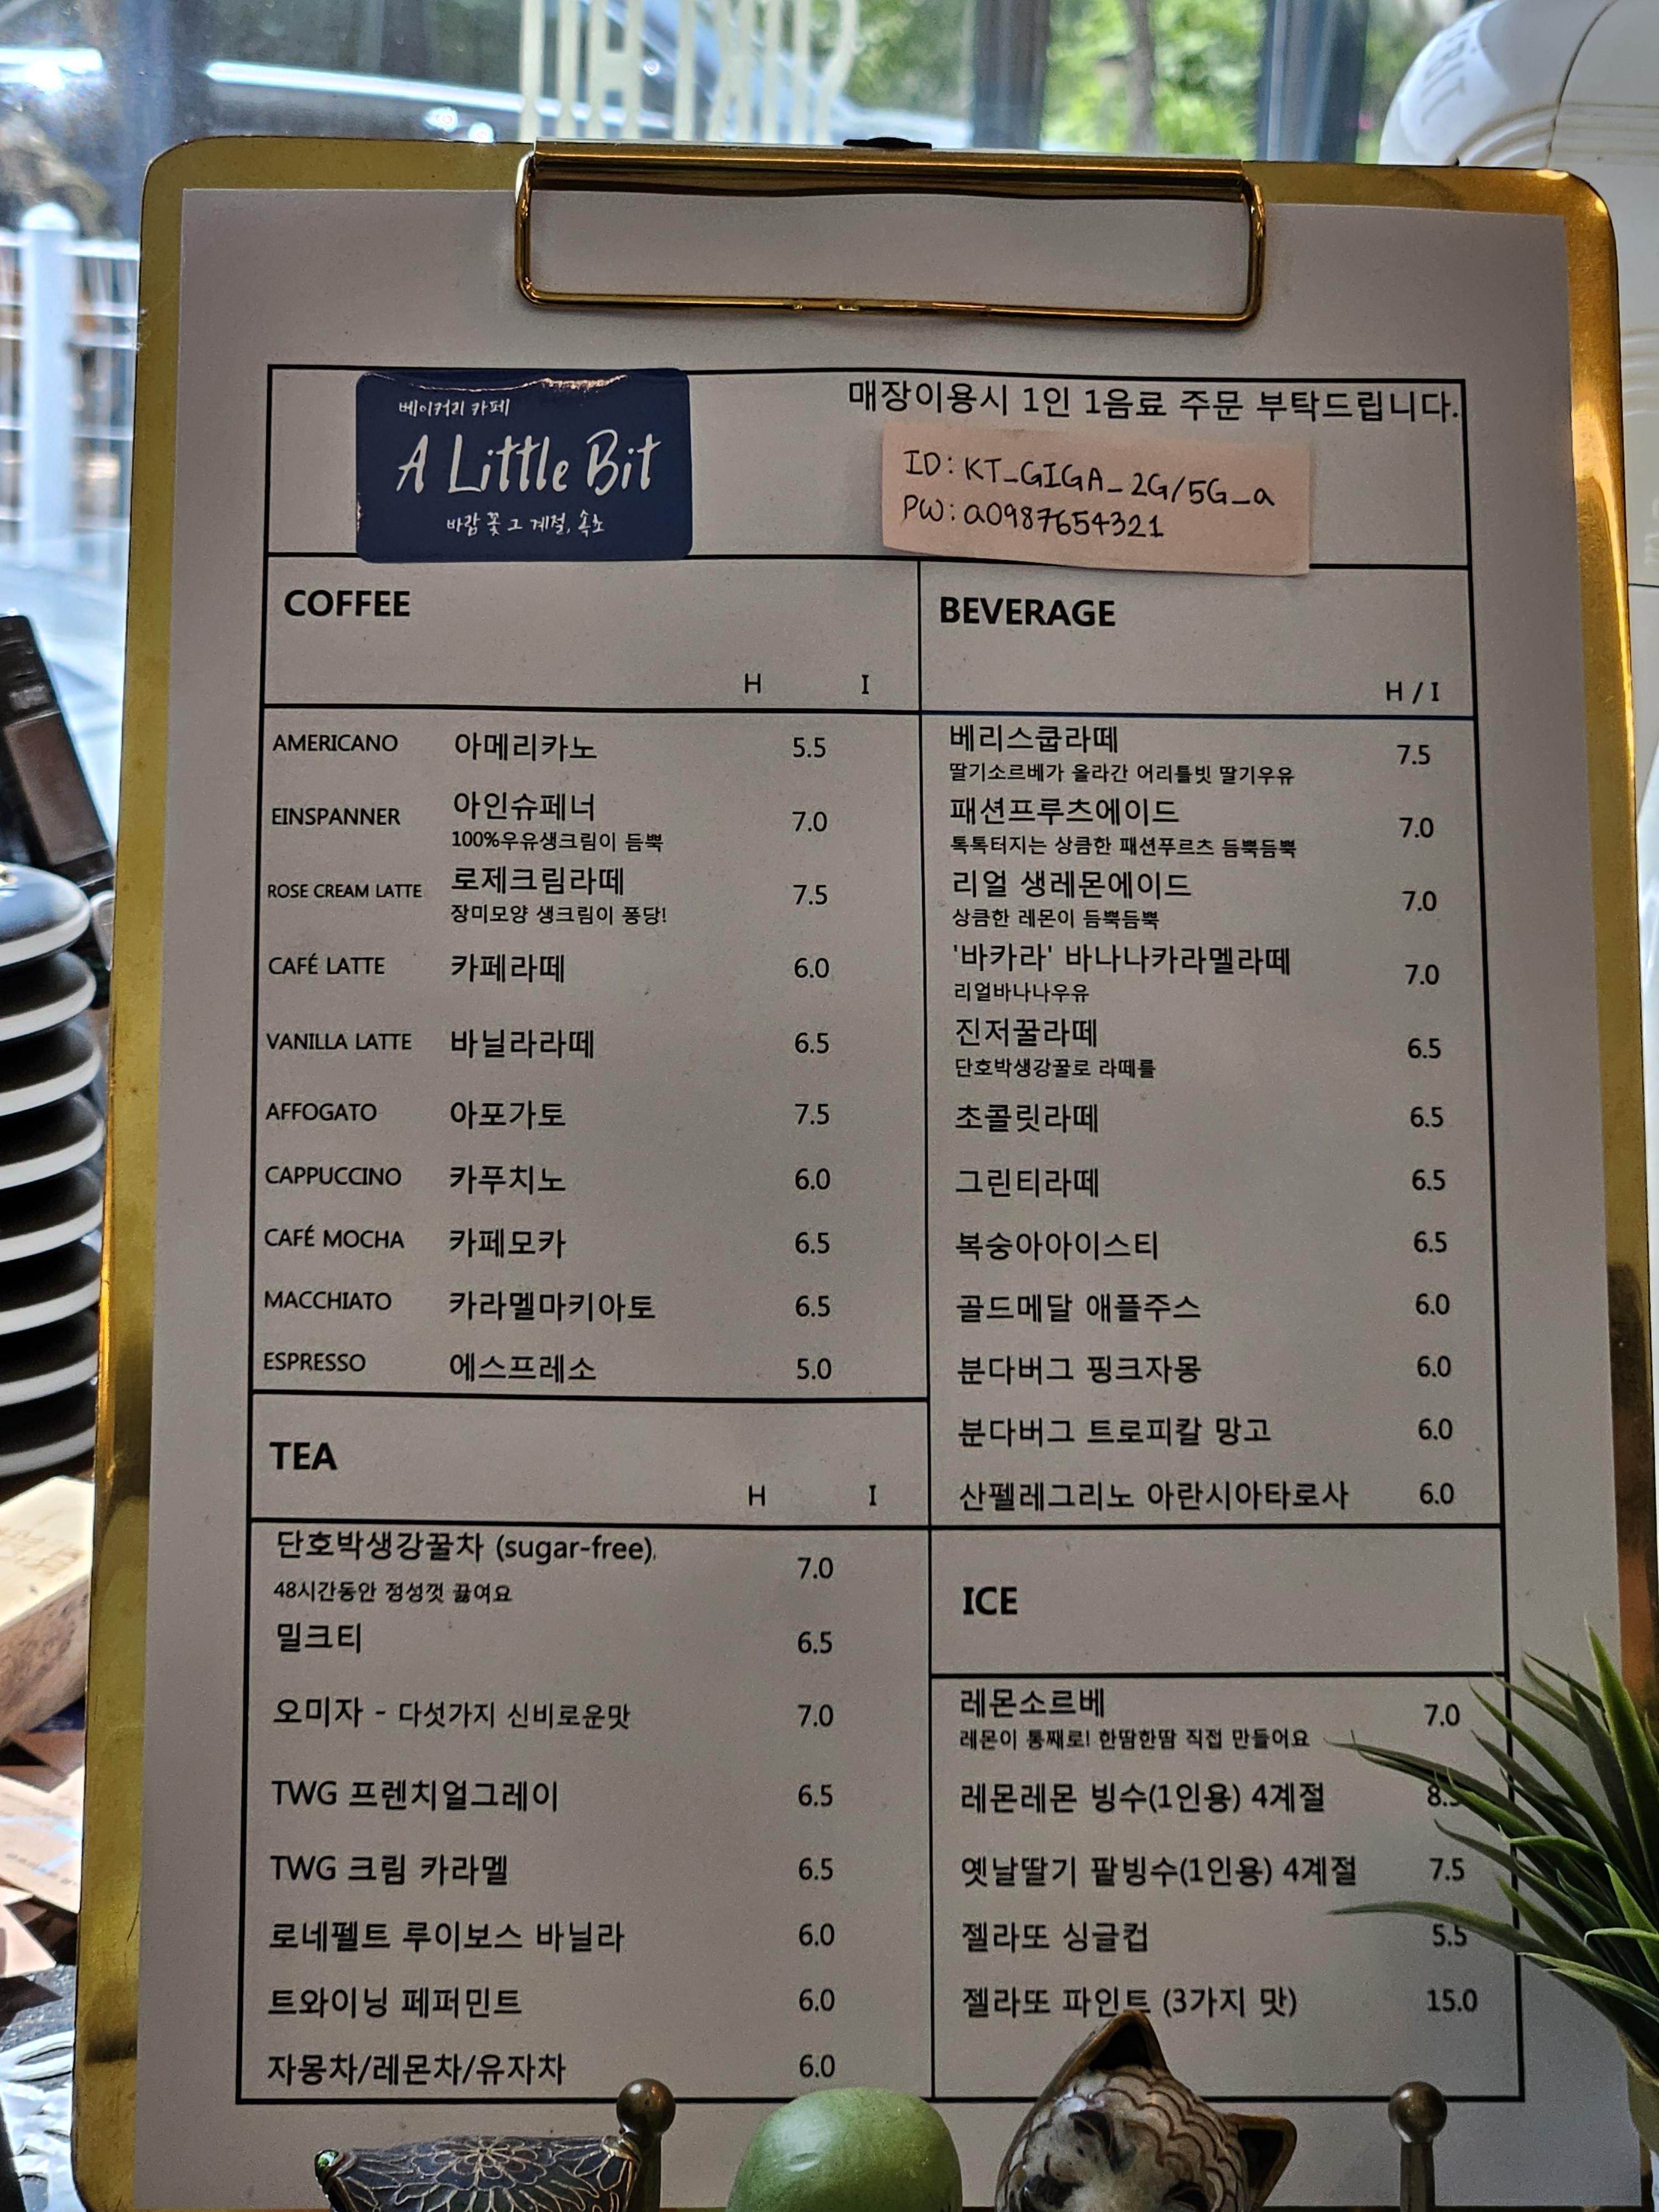 베이커리 카페
A Little Bit
바람 꽃 그 계절, 속초
매장이용시 1인 1음료 주문 부탁드립니다.
ID: KT_GIGA_2G/5G_a
PW: a0987654321
COFFEE
H I
AMERICANO 아메리카노 5.5
EINSPANNER 아인슈페너 7.0
100%우유생크림이 듬뿍
ROSE CREAM LATTE 로제크림라떼 7.5
장미모양 생크림이 퐁당!
CAFÉ LATTE 카페라떼 6.0
VANILLA LATTE 바닐라라떼 6.5
AFFOGATO 아포가토 7.5
CAPPUCCINO 카푸치노 6.0
CAFÉ MOCHA 카페모카 6.5
MACCHIATO 카라멜마키아토 6.5
ESPRESSO 에스프레소 5.0
TEA
H I
단호박생강꿀차 (sugar-free) 7.0
48시간동안 정성껏 끓여요
밀크티 6.5
오미자 - 다섯가지 신비로운맛 7.0
TWG 프렌치얼그레이 6.5
TWG 크림 카라멜 6.5
로네펠트 루이보스 바닐라 6.0
트와이닝 페퍼민트 6.0
자몽차/레몬차/유자차 6.0
BEVERAGE
H / I
베리스쿱라떼 7.5
딸기소르베가 올라간 어리틀빗 딸기우유
패션프루츠에이드 7.0
톡톡터지는 상큼한 패션푸르츠 듬뿍듬뿍
리얼 생레몬에이드 7.0
상큼한 레몬이 듬뿍듬뿍
'바카라' 바나나카라멜라떼 7.0
리얼바나나우유
진저꿀라떼 6.5
단호박생강꿀로 라떼를
초콜릿라떼 6.5
그린티라떼 6.5
복숭아아이스티 6.5
골드메달 애플주스 6.0
분다버그 핑크자몽 6.0
분다버그 트로피칼 망고 6.0
산펠레그리노 아란시아타로사 6.0
ICE
레몬소르베 7.0
레몬이 통째로! 한땀한땀 직접 만들어요
레몬레몬 빙수(1인용) 4계절
옛날딸기 팥빙수(1인용) 4계절 7.5
젤라또 싱글컵 5.5
젤라또 파인트 (3가지 맛) 15.0